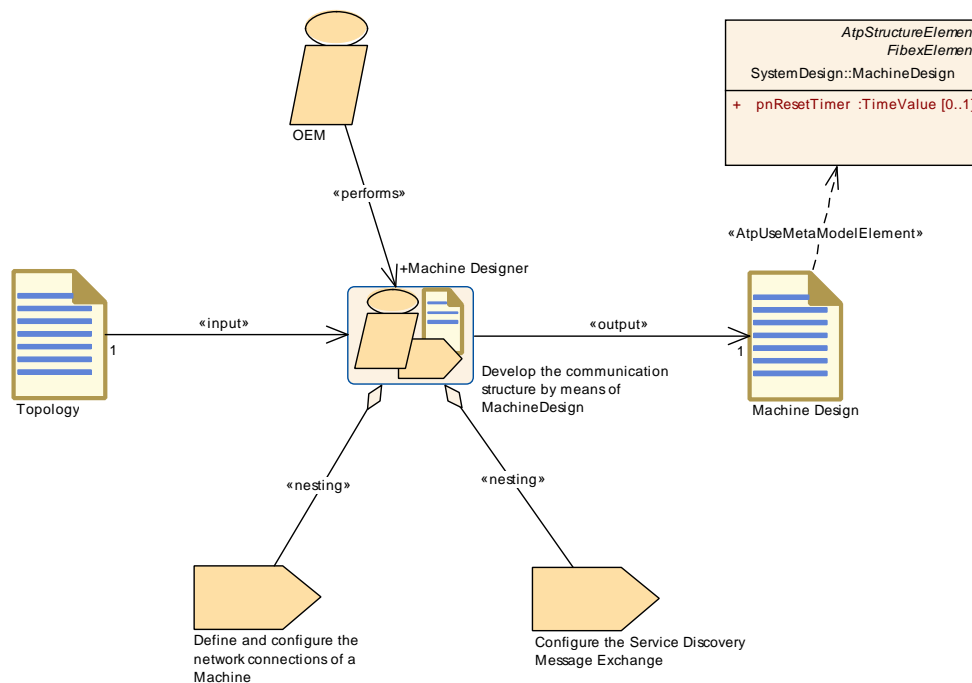 AtpStructureElement
FibexElement
SystemDesign::MachineDesign
+ pnResetTimer :TimeValue [0..1]
OEM
«performs»
«AtpUseMetaModelElement»
+Machine Designer
«input»
«output»
1
1
Topology
Develop the communication
structure by means of
MachineDesign
Machine Design
«nesting»
«nesting»
Define and configure the
network connections of a
Machine
Configure the Service Discovery
Message Exchange